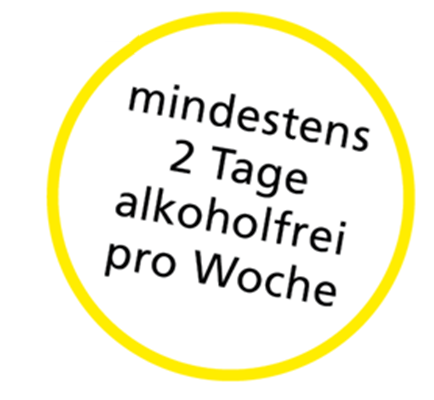 mindestens
2 Tage
alkoholfrei
pro Woche